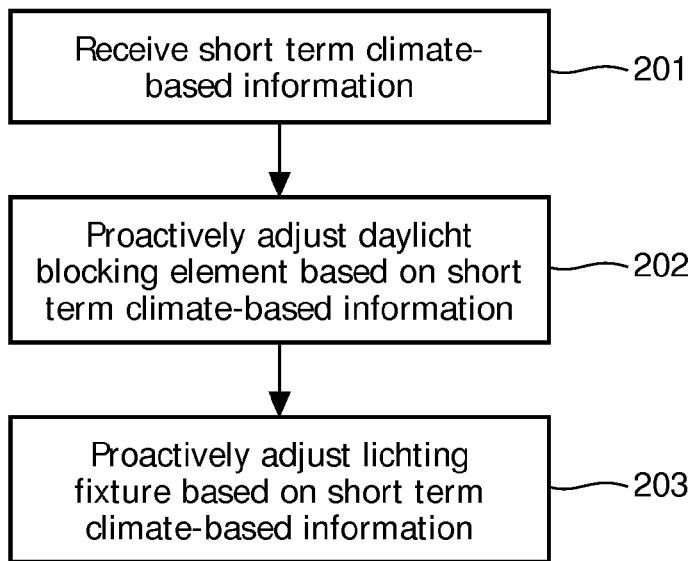 Receive short term climate-
based information
201
Proactively adjust daylicht
blocking element based on short
term climate-based information
202
Proactively adjust lichting
fixture based on short term
climate-based information
203